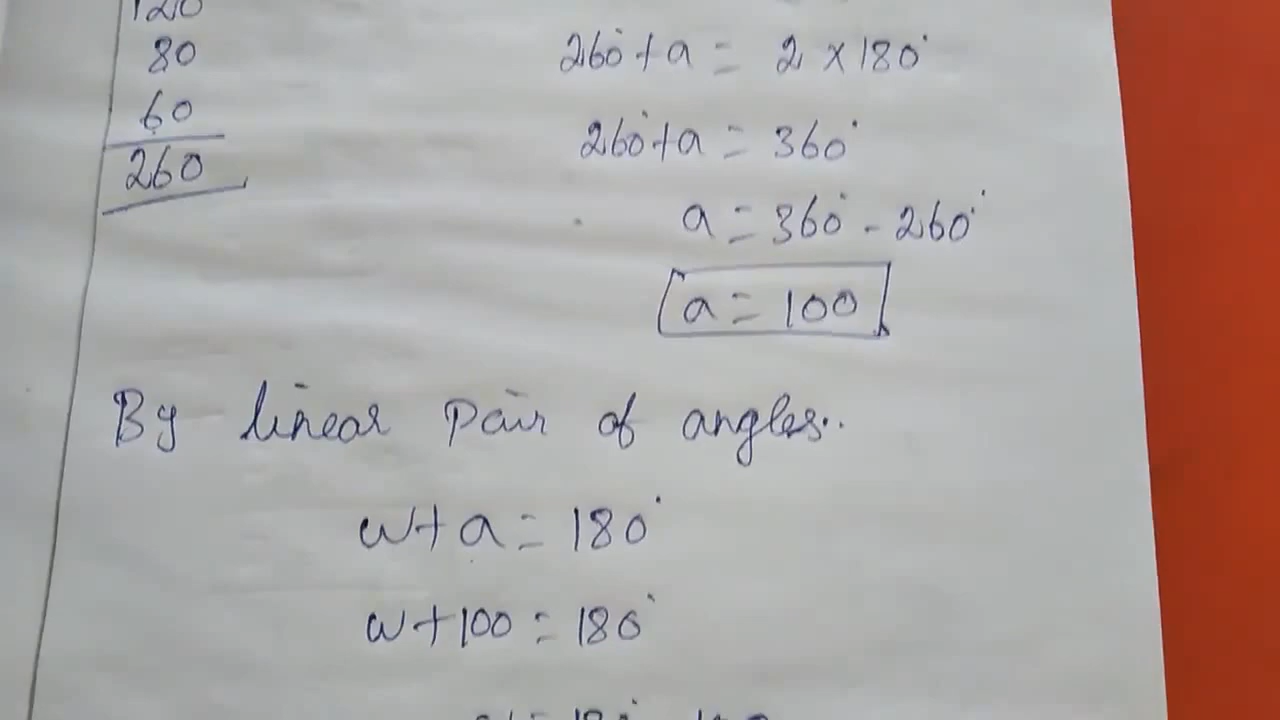 120
80
60
260
260° + a = 2 × 180°
260° + a = 360°
a = 360° - 260°
a = 100
By linear pair of angles..
w + a = 180°
w + 100 = 180°